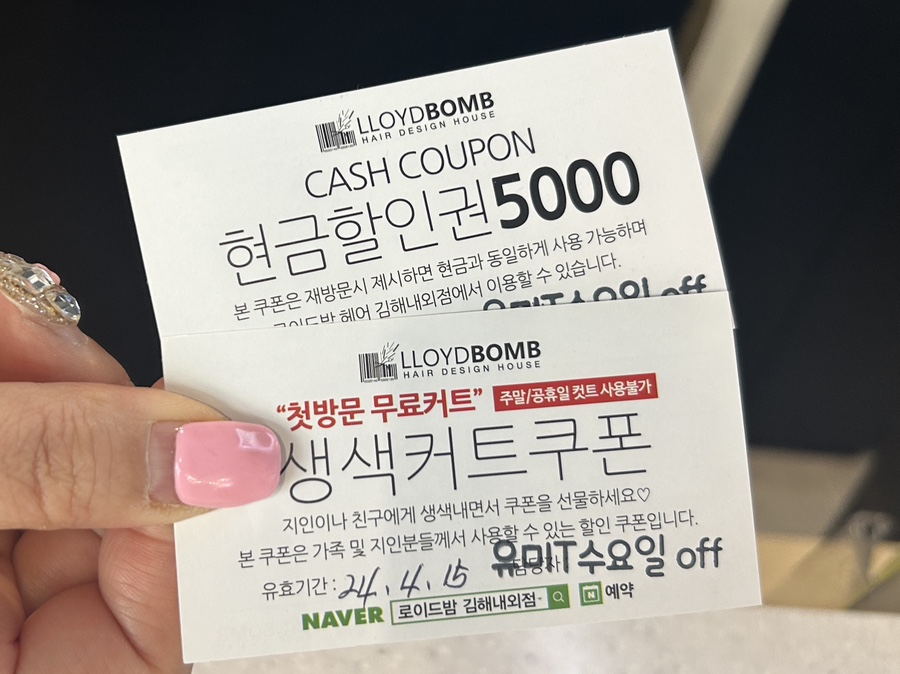 LLOYDBOMB
HAIR DESIGN HOUSE
CASH COUPON
현금할인권5000
본 쿠폰은 재방문시 제시하면 현금과 동일하게 사용 가능하며
로이드밤 헤어 김해내외점에서 이용할 수 있습니다.
유미T수요일 off
LLOYDBOMB
HAIR DESIGN HOUSE
“첫방문 무료커트” 주말/공휴일 컷트 사용불가
생색커트쿠폰
지인이나 친구에게 생색내면서 쿠폰을 선물하세요♡
본 쿠폰은 가족 및 지인분들께서 사용할 수 있는 할인 쿠폰입니다.
유효기간 : 24.4.15 유미T수요일 off
NAVER 로이드밤 김해내외점- N 예약